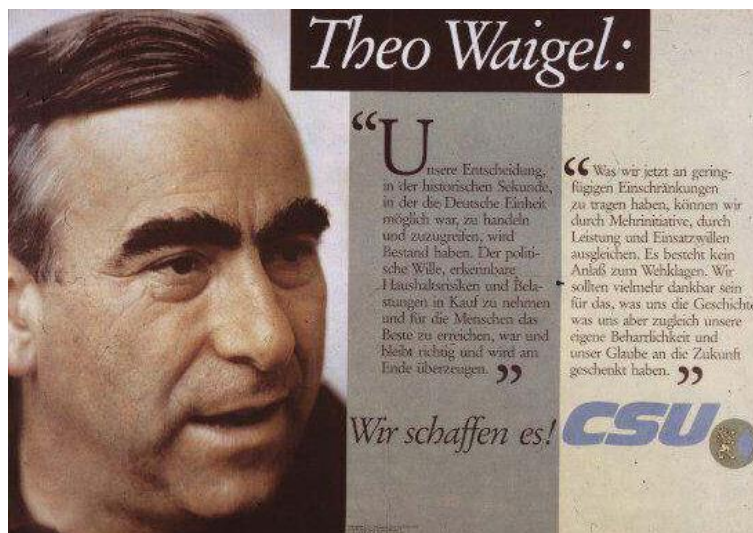 Theo Waigel:
“Unsere Entscheidung,
in der historischen Sekunde,
in der die Deutsche Einheit
möglich war, zu handeln
und zuzugreifen, wird
Bestand haben. Der politi-
sche Wille, erkennbare
Haushaltsrisiken und Bela-
stungen in Kauf zu nehmen
und für die Menschen das
Beste zu erreichen, war und
bleibt richtig und wird am
Ende überzeugen.”
“Was wir jetzt an gering-
fügigen Einschränkungen
zu tragen haben, können wir
durch Mehrinitiative, durch
Leistung und Einsatzwillen
ausgleichen. Es besteht kein
Anlaß zum Wehklagen. Wir
sollten vielmehr dankbar sein
für das, was uns die Geschichte
was uns aber zugleich unsere
eigene Beharrlichkeit und
unser Glaube an die Zukunft
geschenkt haben.”
Wir schaffen es!
CSU